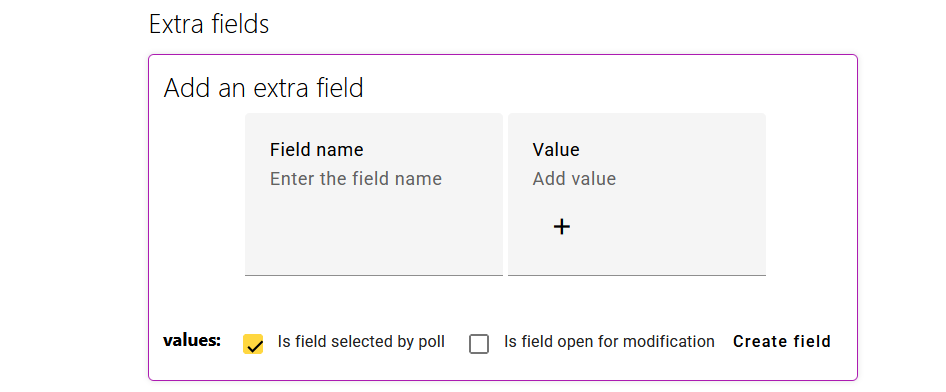 Extra fields
Add an extra field
Field name
Enter the field name
Value
Add value
+
values: Is field selected by poll Is field open for modification Create field